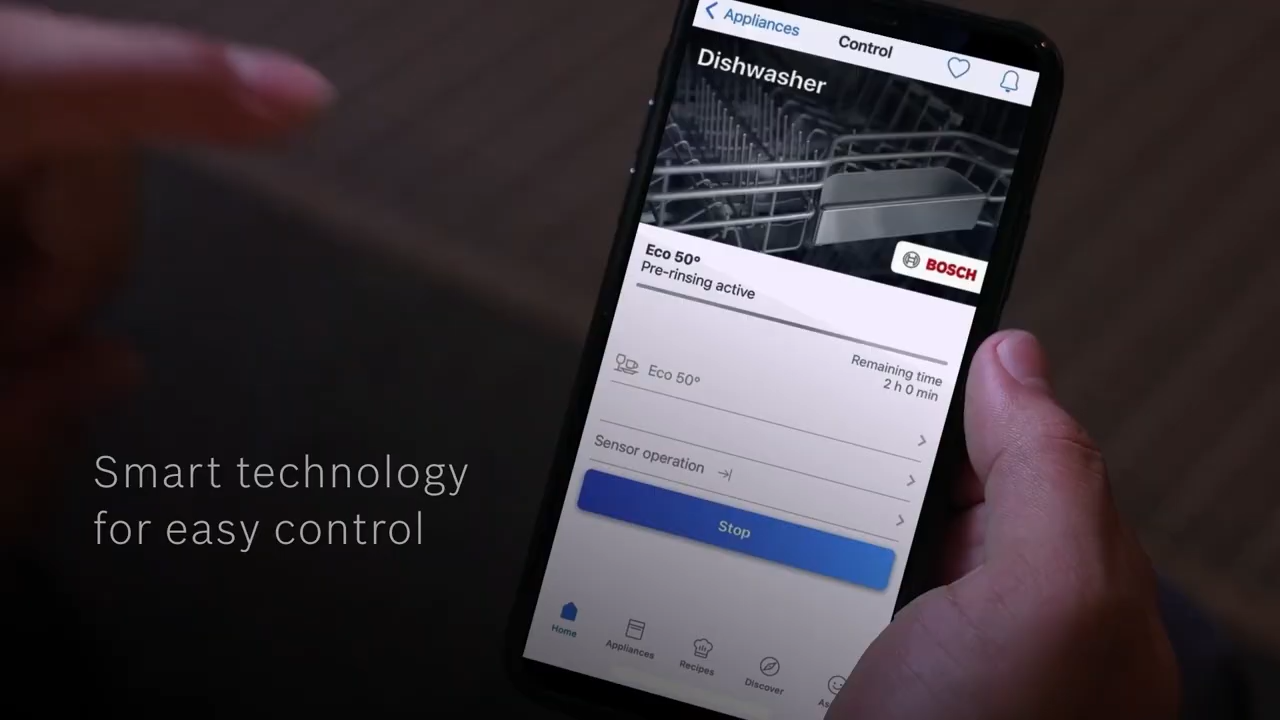 Appliances
Control
Dishwasher
BOSCH
Eco 50°
Pre-rinsing active
Remaining time
2 h 0 min
Eco 50°
Sensor operation
Stop
Home
Appliances
Recipes
Discover
Smart technology
for easy control